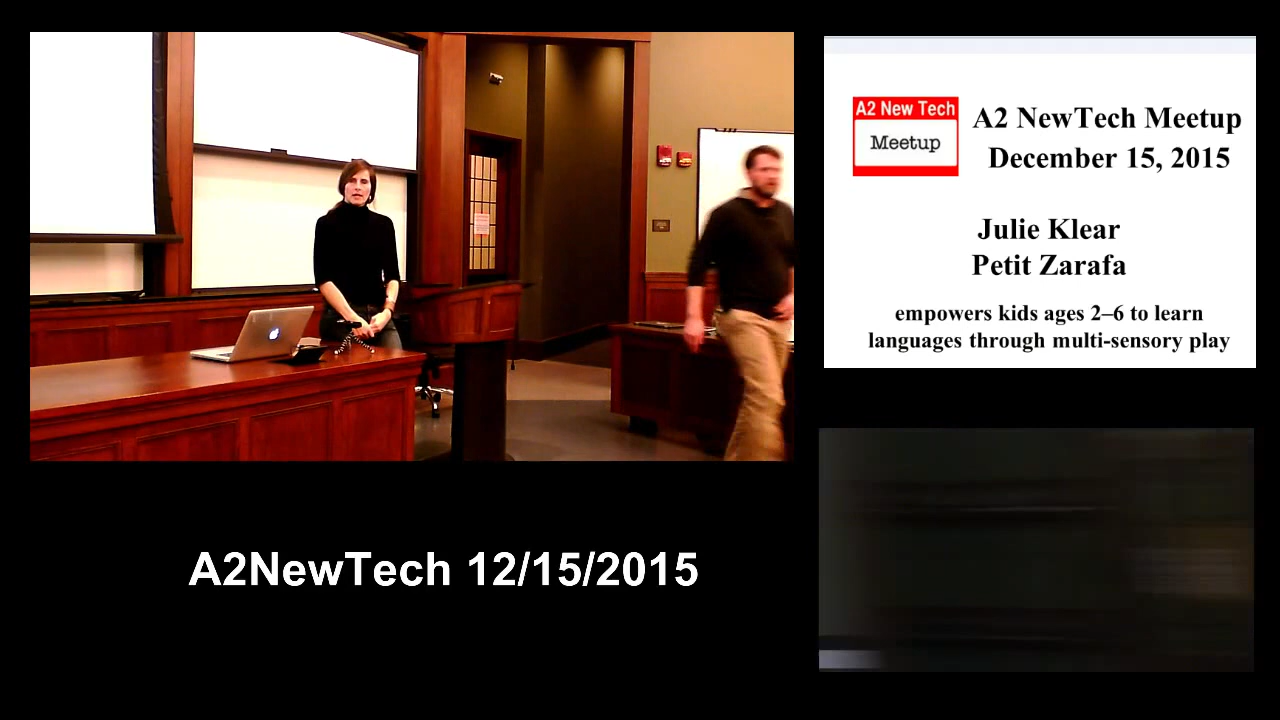 A2 New Tech
Meetup
A2 NewTech Meetup
December 15, 2015
Julie Klear
Petit Zarafa
empowers kids ages 2–6 to learn
languages through multi-sensory play
A2NewTech 12/15/2015